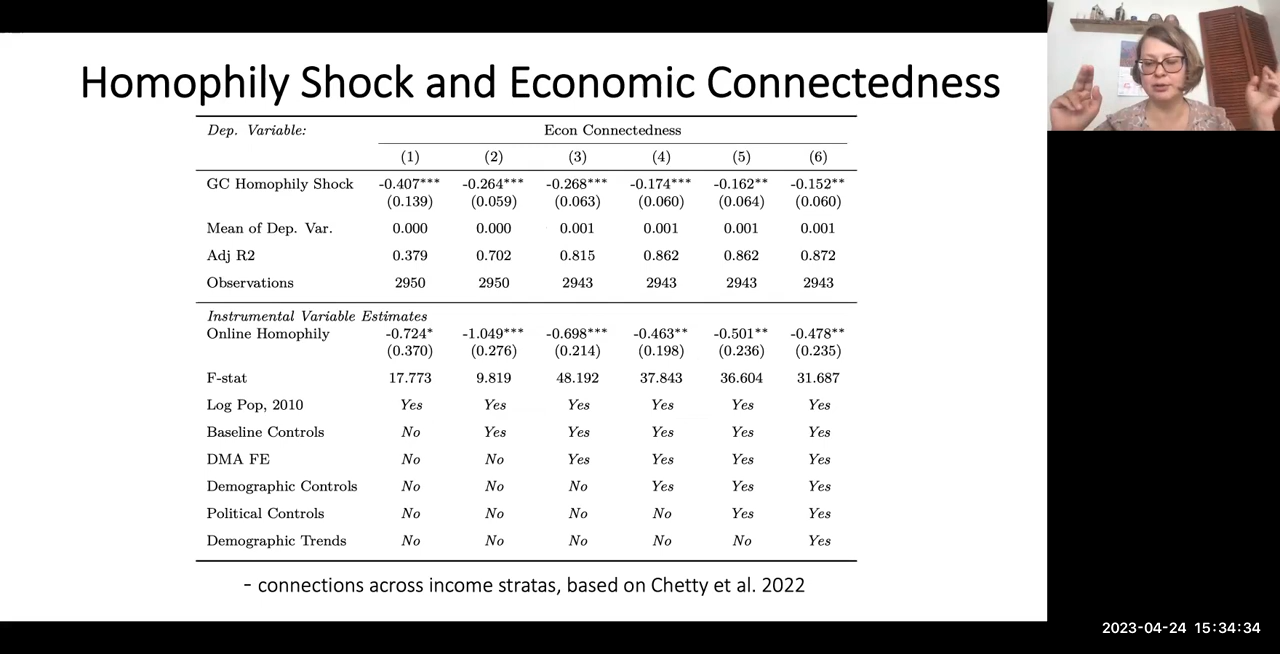 Homophily Shock and Economic Connectedness
Dep. Variable: Econ Connectedness
(1) (2) (3) (4) (5) (6)
GC Homophily Shock -0.407*** -0.264*** -0.268*** -0.174*** -0.162** -0.152**
(0.139) (0.059) (0.063) (0.060) (0.064) (0.060)
Mean of Dep. Var. 0.000 0.000 0.001 0.001 0.001 0.001
Adj R2 0.379 0.702 0.815 0.862 0.862 0.872
Observations 2950 2950 2943 2943 2943 2943
Instrumental Variable Estimates
Online Homophily -0.724* -1.049*** -0.698*** -0.463** -0.501** -0.478**
(0.370) (0.276) (0.214) (0.198) (0.236) (0.235)
F-stat 17.773 9.819 48.192 37.843 36.604 31.687
Log Pop, 2010 Yes Yes Yes Yes Yes Yes
Baseline Controls No Yes Yes Yes Yes Yes
DMA FE No No Yes Yes Yes Yes
Demographic Controls No No No Yes Yes Yes
Political Controls No No No No Yes Yes
Demographic Trends No No No No No Yes
- connections across income stratas, based on Chetty et al. 2022
2023-04-24 15:34:34